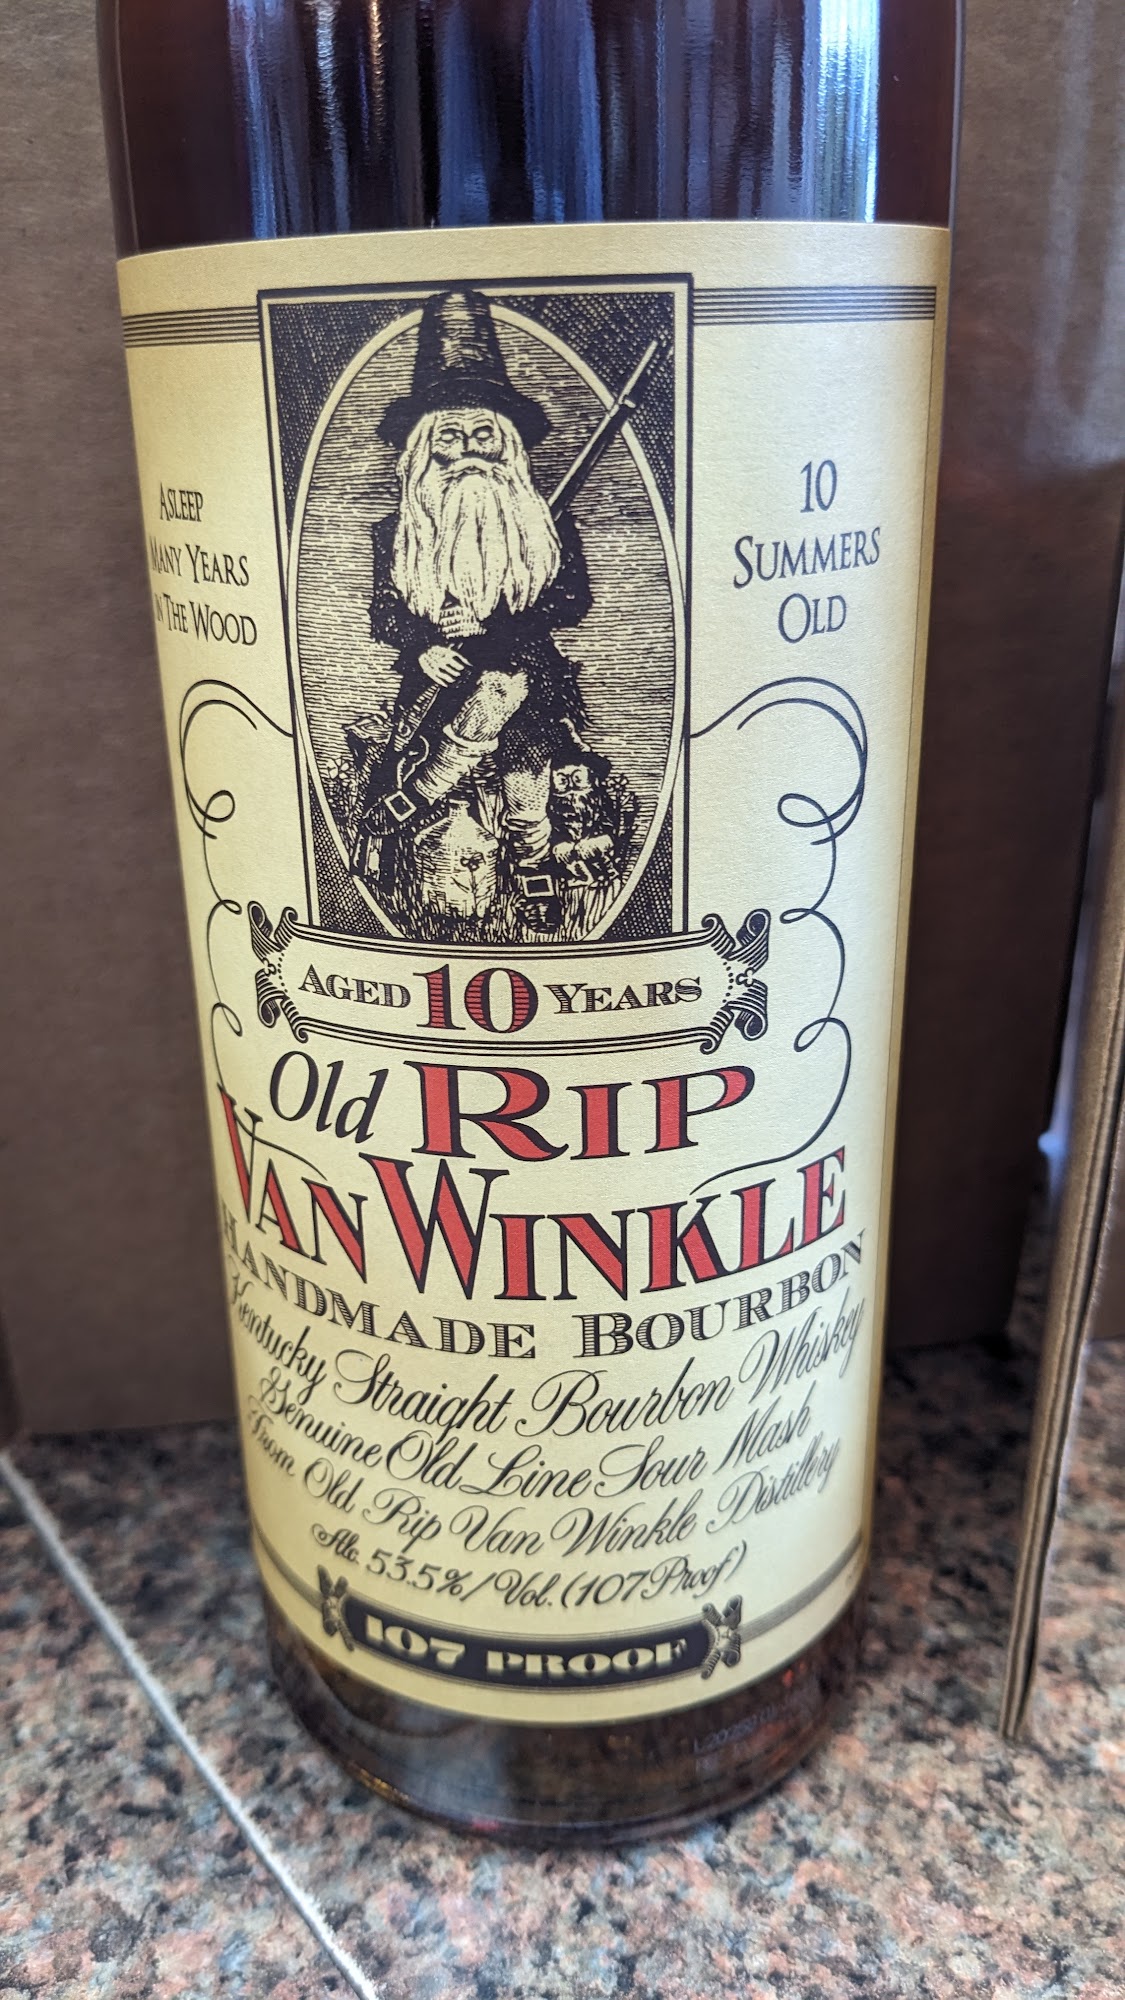 Asleep
Many Years
in The Wood
10
Summers
Old
Aged 10 Years
Old Rip
Van Winkle
Handmade Bourbon
Kentucky Straight Bourbon Whiskey
Genuine Old Line Sour Mash
From Old Rip Van Winkle Distillery
Alc. 53.5% / Vol. (107 Proof)
107 PROOF